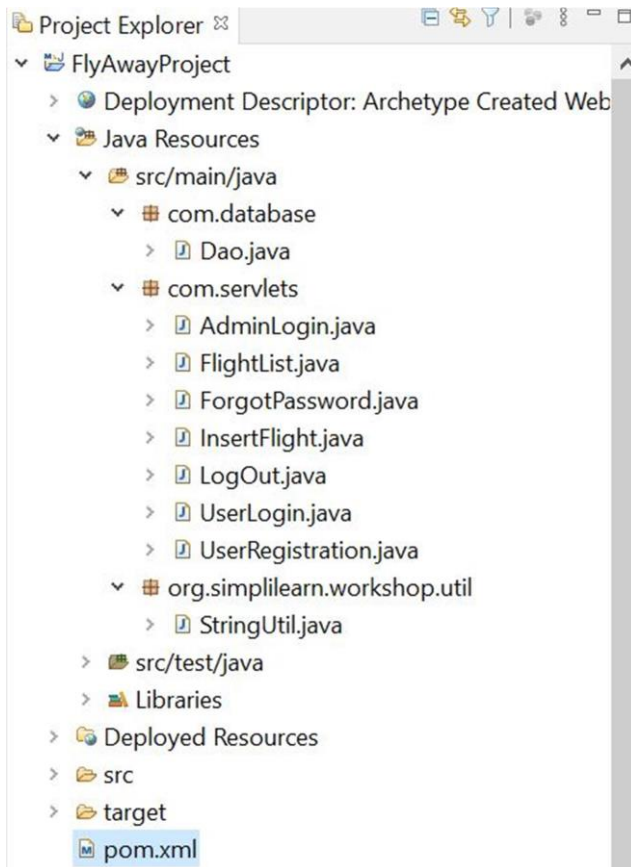 Project Explorer
FlyAwayProject
Deployment Descriptor: Archetype Created Web
Java Resources
src/main/java
com.database
Dao.java
com.servlets
AdminLogin.java
FlightList.java
ForgotPassword.java
InsertFlight.java
LogOut.java
UserLogin.java
UserRegistration.java
org.simplilearn.workshop.util
StringUtil.java
src/test/java
Libraries
Deployed Resources
src
target
pom.xml